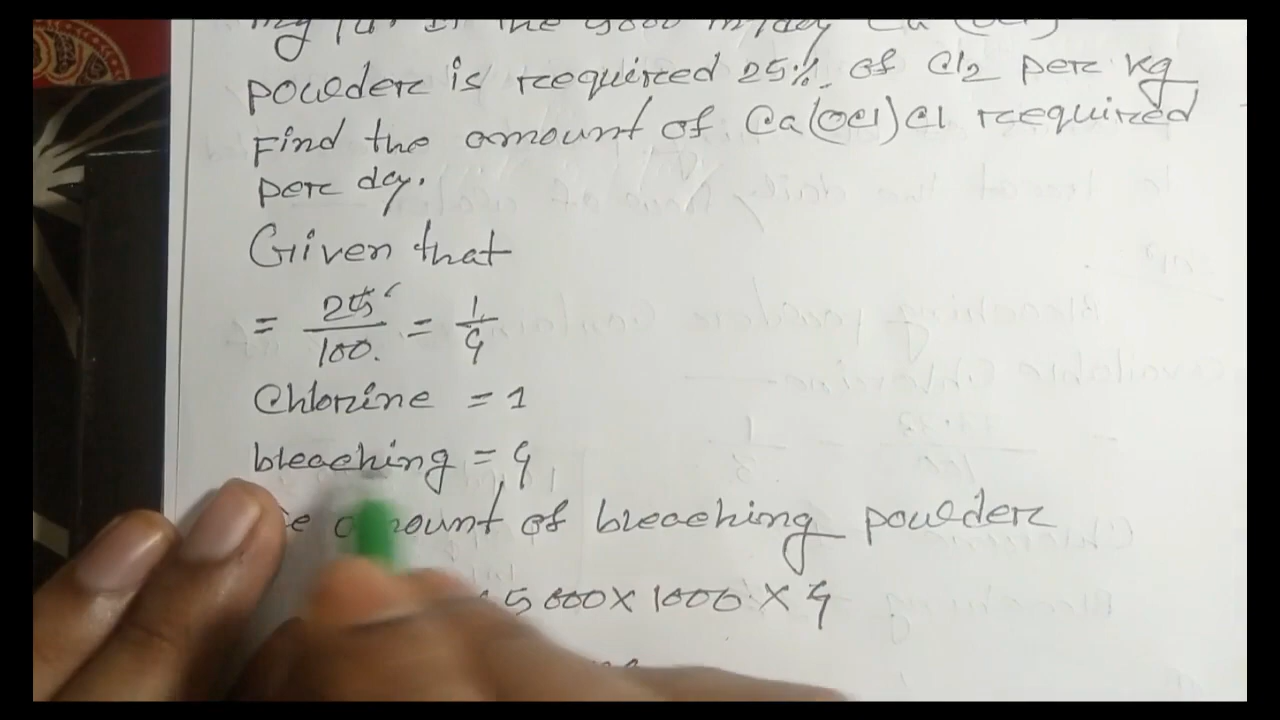 powder is required 25% of Cl2 per kg
Find the amount of Ca(OCl)Cl required
per day.
Given that
= 25/100. = 1/4
Chlorine = 1
bleaching = 4
amount of bleaching powder
5000 × 1000 × 4